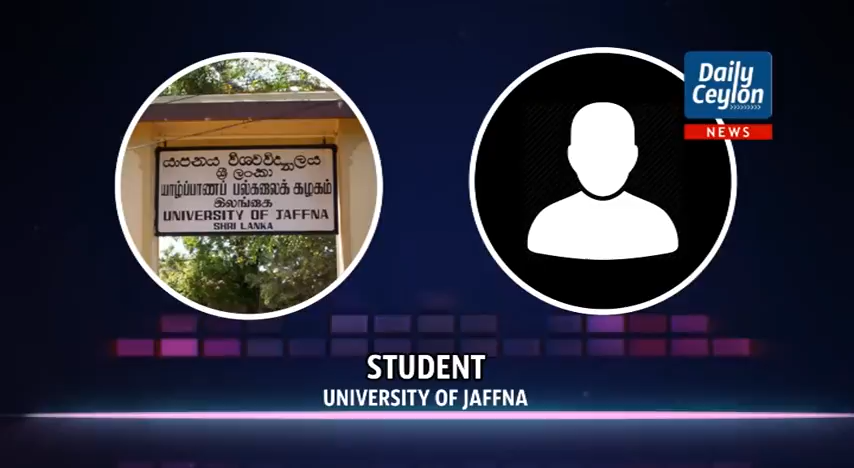 යාපනය විශ්වවිද්‍යාලය
ශ්‍රී ලංකා
யாழ்ப்பாணப் பல்கலைக் கழகம்
இலங்கை
UNIVERSITY OF JAFFNA
SHRI LANKA
Daily
Ceylon
NEWS
STUDENT
UNIVERSITY OF JAFFNA